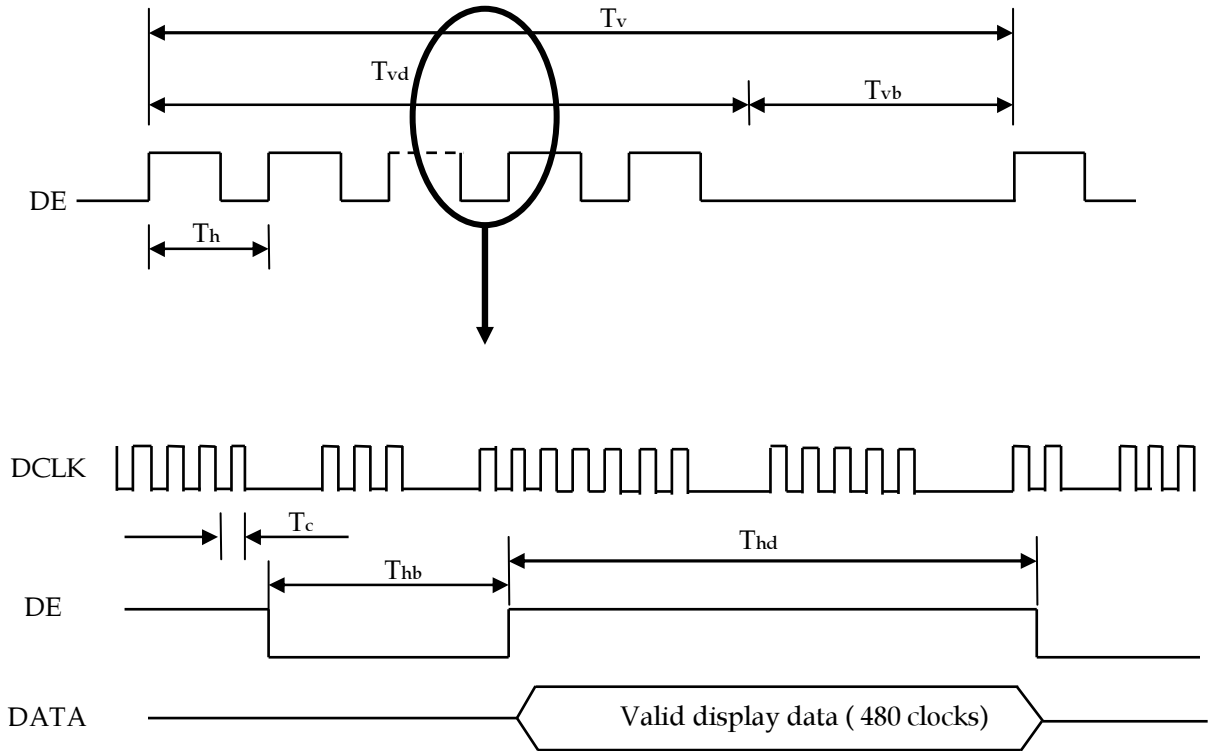 Tv
Tvd
Tvb
DE
Th
DCLK
Tc
Thd
Thb
DE
DATA
Valid display data ( 480 clocks)